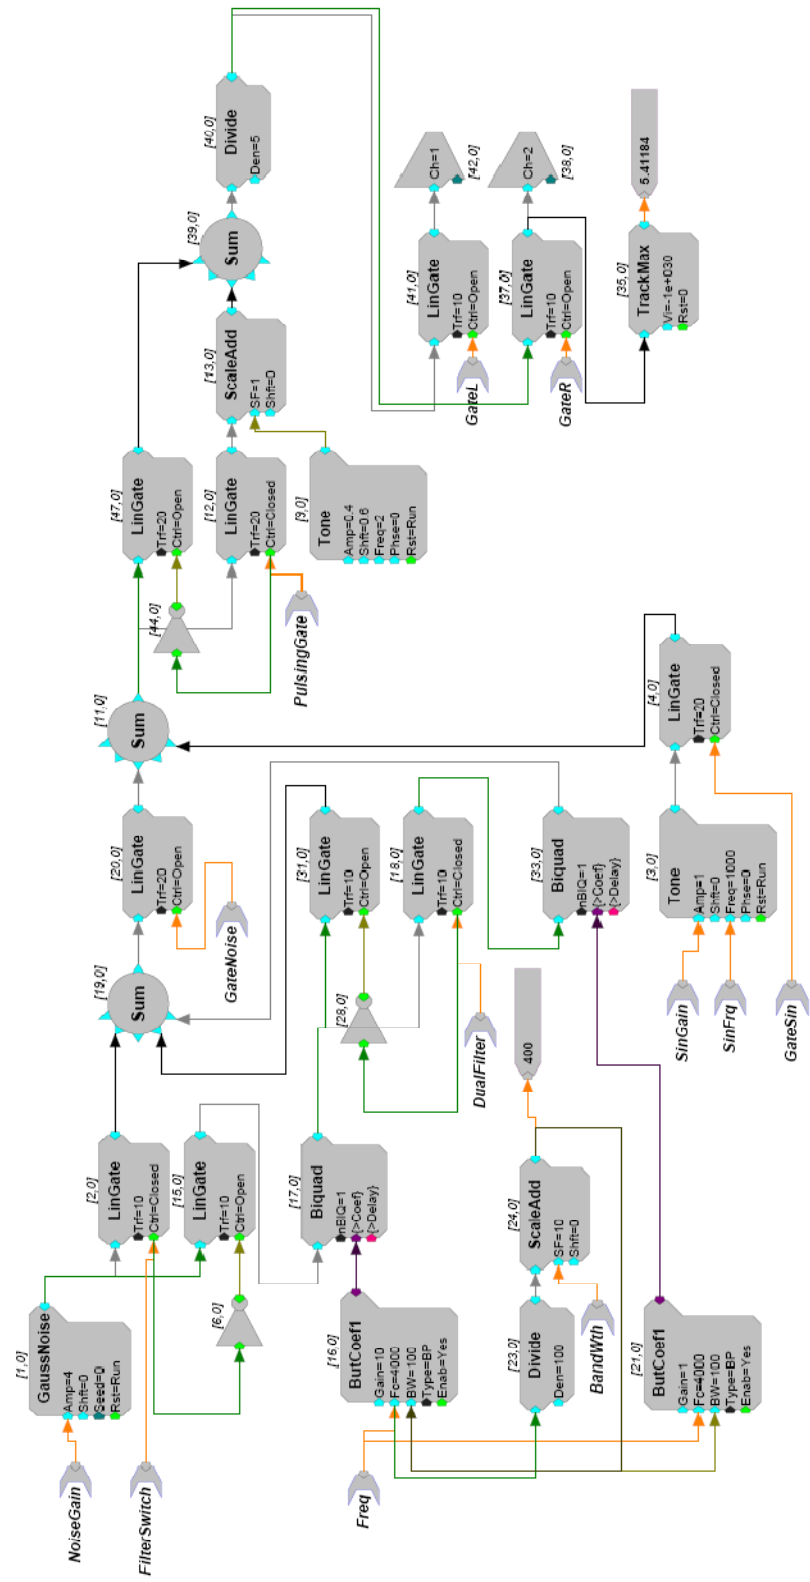 [1,0]
GaussNoise
Amp=4
Shft=0
Seed=0
Rst=Run
NoiseGain
FilterSwitch
[2,0]
LinGate
Trf=10
Ctrl=Closed
[15,0]
LinGate
Trf=10
Ctrl=Open
[6,0]
[17,0]
Biquad
nBIQ=1
{>Coef}
{>Delay}
[16,0]
ButCoef1
Gain=10
Fc=4000
BW=100
Type=BP
Enab=Yes
Freq
[23,0]
Divide
Den=100
[24,0]
ScaleAdd
SF=10
Shft=0
BandWth
400
[21,0]
ButCoef1
Gain=1
Fc=4000
BW=100
Type=BP
Enab=Yes
[19,0]
Sum
[20,0]
LinGate
Trf=20
Ctrl=Open
GateNoise
[31,0]
LinGate
Trf=10
Ctrl=Open
[28,0]
[18,0]
LinGate
Trf=10
Ctrl=Closed
DualFilter
[33,0]
Biquad
nBIQ=1
{>Coef}
{>Delay}
[3,0]
Tone
Amp=1
Shft=0
Freq=1000
Phse=0
Rst=Run
SinGain
SinFrq
GateSin
[4,0]
LinGate
Trf=20
Ctrl=Closed
[11,0]
Sum
[44,0]
[47,0]
LinGate
Trf=20
Ctrl=Open
[12,0]
LinGate
Trf=20
Ctrl=Closed
PulsingGate
[9,0]
Tone
Amp=0.4
Shft=0.6
Freq=2
Phse=0
Rst=Run
[13,0]
ScaleAdd
SF=1
Shft=0
[39,0]
Sum
[40,0]
Divide
Den=5
[41,0]
LinGate
Trf=10
Ctrl=Open
GateL
Ch=1
[42,0]
[37,0]
LinGate
Trf=10
Ctrl=Open
GateR
Ch=2
[38,0]
[35,0]
TrackMax
Vi=-1e+030
Rst=0
5.41184